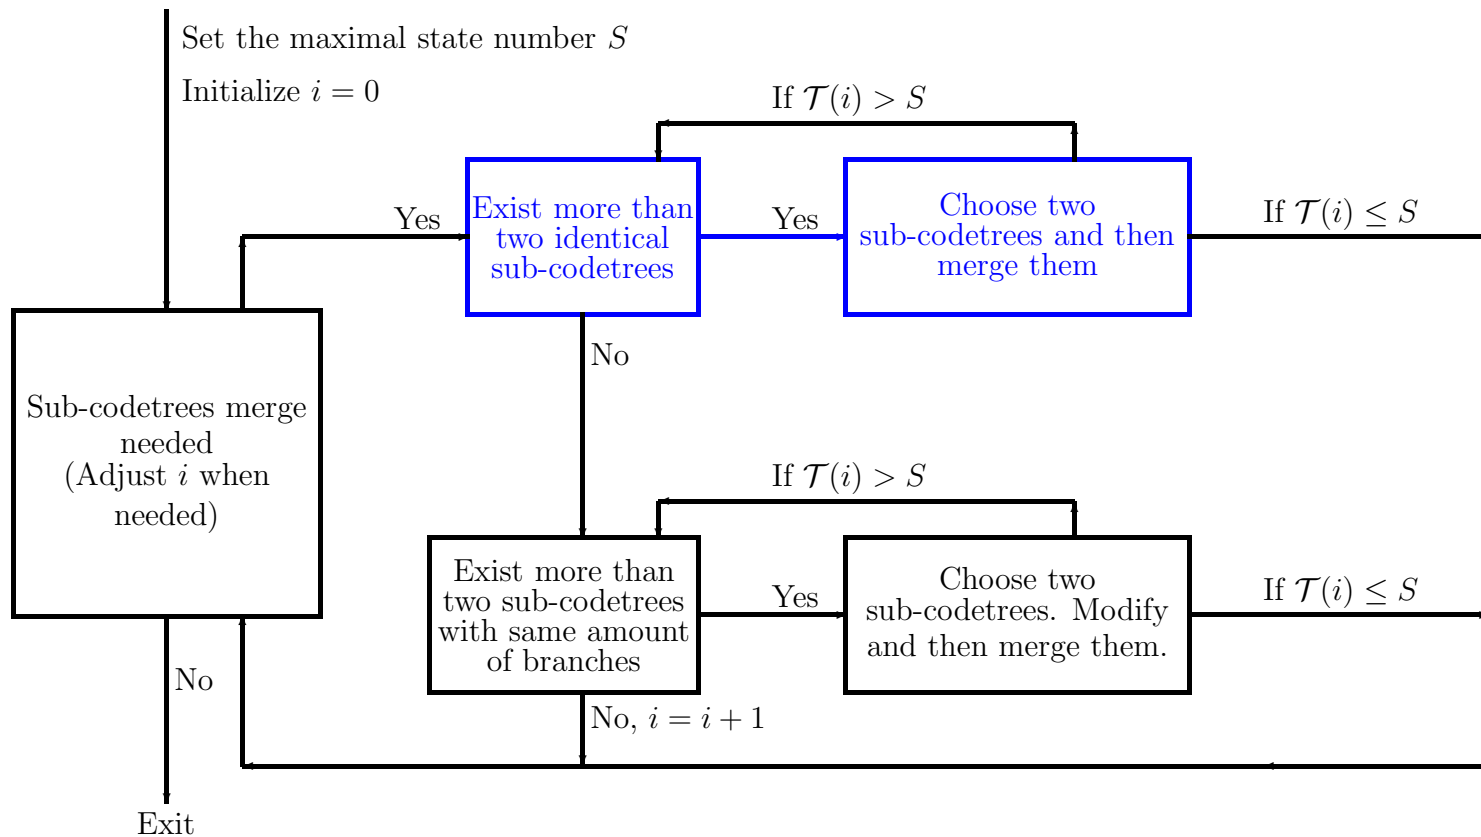 Set the maximal state number S
Initialize i = 0
If 𝒯(i) > S
Yes
Exist more than
two identical
sub-codetrees
Yes
Choose two
sub-codetrees and then
merge them
If 𝒯(i) ≤ S
No
Sub-codetrees merge
needed
(Adjust i when
needed)
If 𝒯(i) > S
Exist more than
two sub-codetrees
with same amount
of branches
Yes
Choose two
sub-codetrees. Modify
and then merge them.
If 𝒯(i) ≤ S
No
No, i = i + 1
Exit